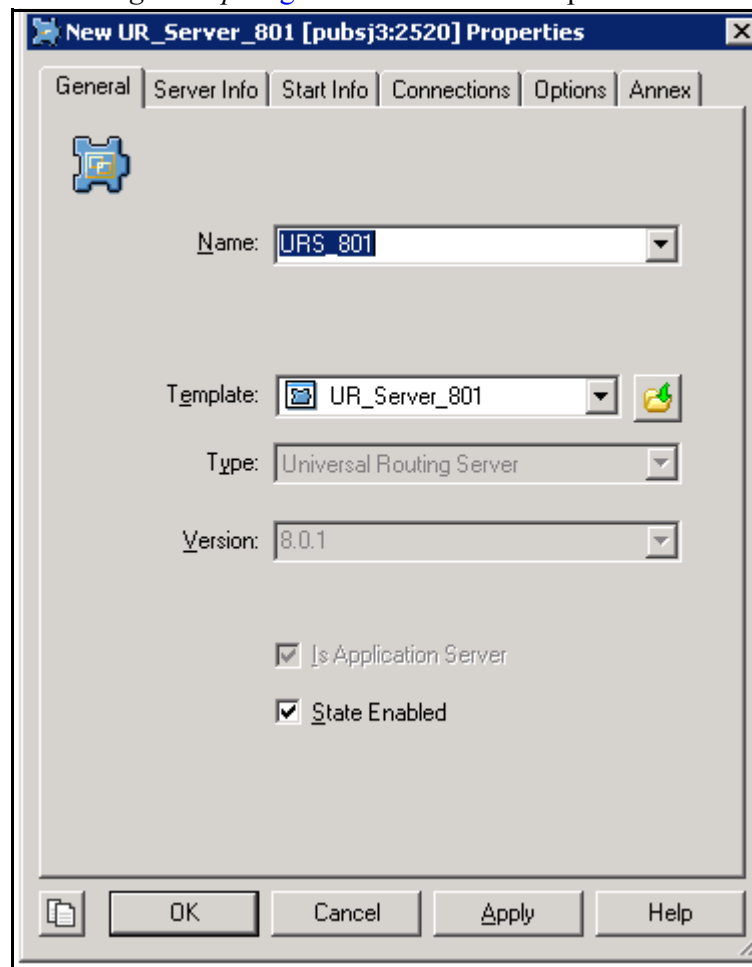 New UR_Server_801 [pubsj3:2520] Properties
General Server Info Start Info Connections Options Annex
Name: URS_801
Template: UR_Server_801
Type: Universal Routing Server
Version: 8.0.1
Is Application Server
State Enabled
OK Cancel Apply Help